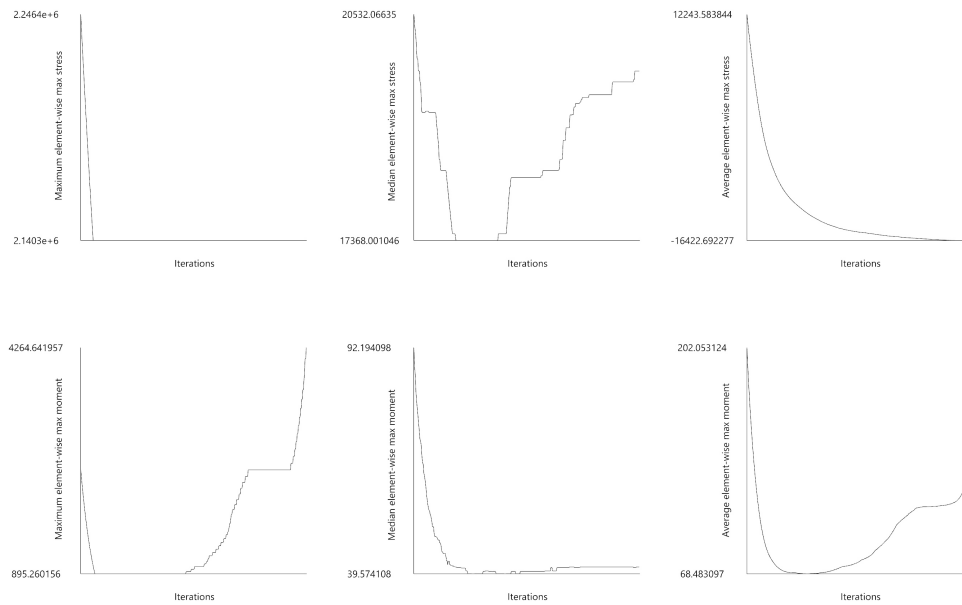 2.2464e+6
Maximum element-wise max stress
2.1403e+6
Iterations
20532.06635
Median element-wise max stress
17368.001046
Iterations
12243.583844
Average element-wise max stress
-16422.692277
Iterations
4264.641957
Maximum element-wise max moment
895.260156
Iterations
92.194098
Median element-wise max moment
39.574108
Iterations
202.053124
Average element-wise max moment
68.483097
Iterations